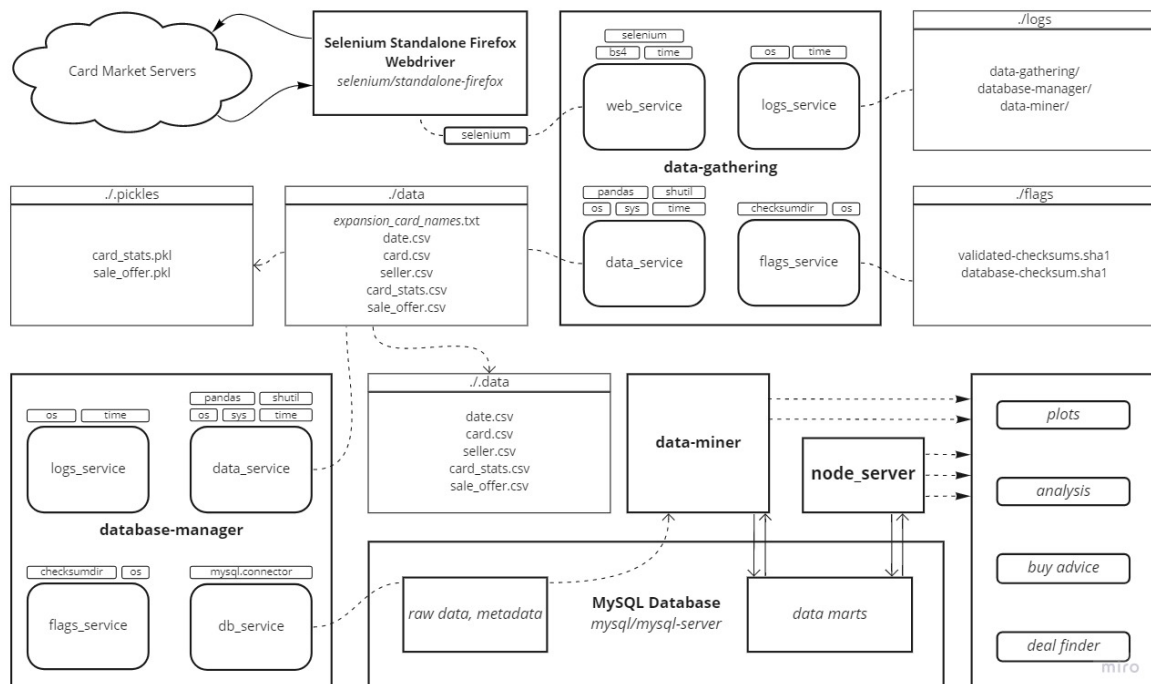 Card Market Servers
Selenium Standalone Firefox
Webdriver
selenium/standalone-firefox
selenium
selenium
bs4
time
web_service
os
time
logs_service
data-gathering
pandas
shutil
os
sys
time
data_service
checksumdir
os
flags_service
./logs
data-gathering/
database-manager/
data-miner/
./.pickles
card_stats.pkl
sale_offer.pkl
./data
expansion_card_names.txt
date.csv
card.csv
seller.csv
card_stats.csv
sale_offer.csv
./flags
validated-checksums.sha1
database-checksum.sha1
os
time
logs_service
pandas
shutil
os
sys
time
data_service
database-manager
checksumdir
os
flags_service
mysql.connector
db_service
./.data
date.csv
card.csv
seller.csv
card_stats.csv
sale_offer.csv
data-miner
node_server
raw data, metadata
MySQL Database
mysql/mysql-server
data marts
plots
analysis
buy advice
deal finder
miro